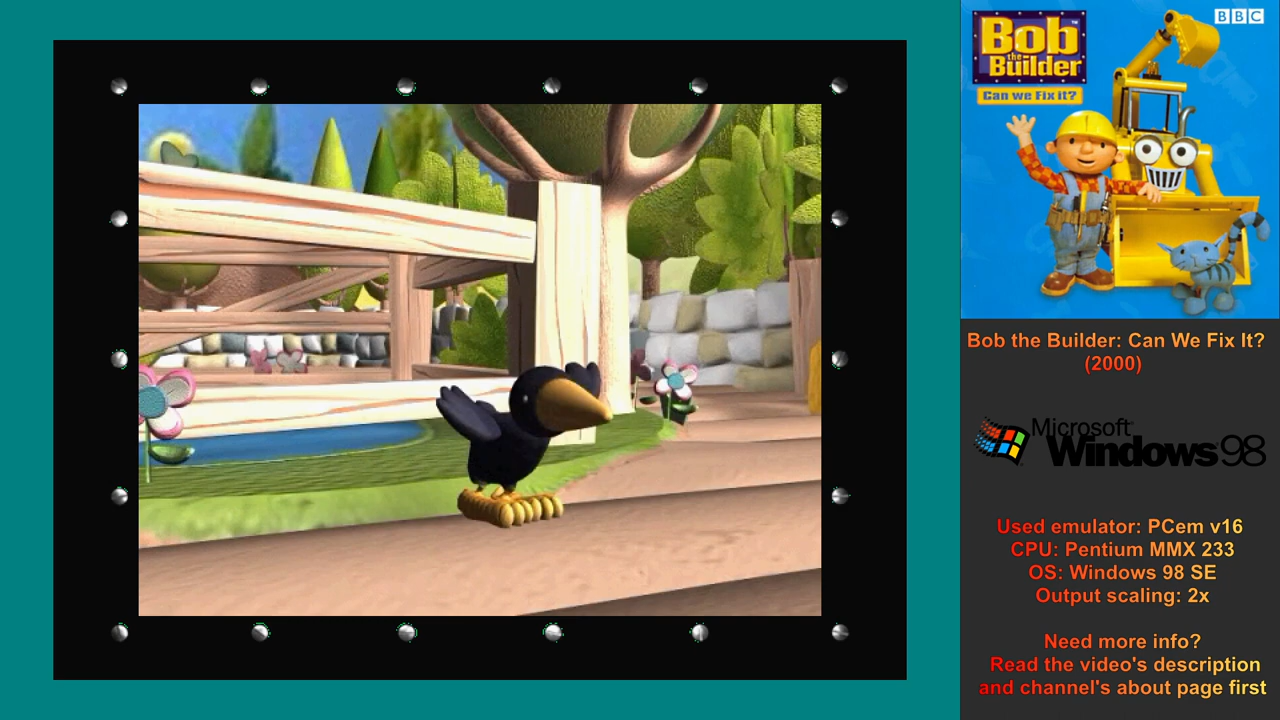 BBC
Bob
the
Builder
Can we Fix it?
Bob the Builder: Can We Fix It?
(2000)
Microsoft
Windows 98
Used emulator: PCem v16
CPU: Pentium MMX 233
OS: Windows 98 SE
Output scaling: 2x
Need more info?
Read the video's description
and channel's about page first